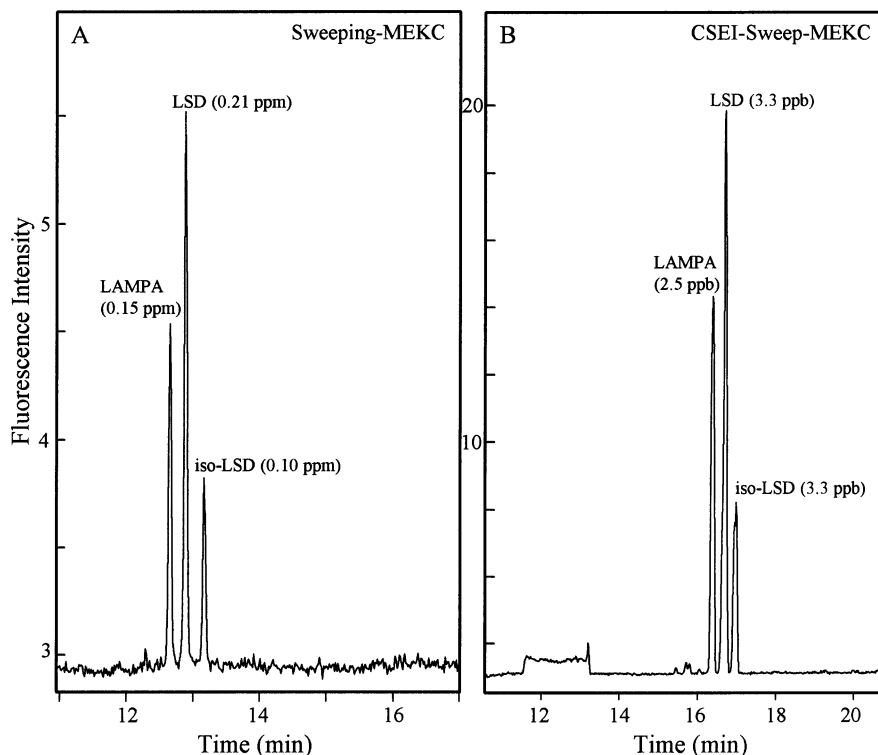 A
Sweeping-MEKC
LSD (0.21 ppm)
LAMPA
(0.15 ppm)
iso-LSD (0.10 ppm)
5
4
3
Fluorescence Intensity
12
14
16
Time (min)
B
CSEI-Sweep-MEKC
LSD (3.3 ppb)
LAMPA
(2.5 ppb)
iso-LSD (3.3 ppb)
20
10
12
14
16
18
20
Time (min)